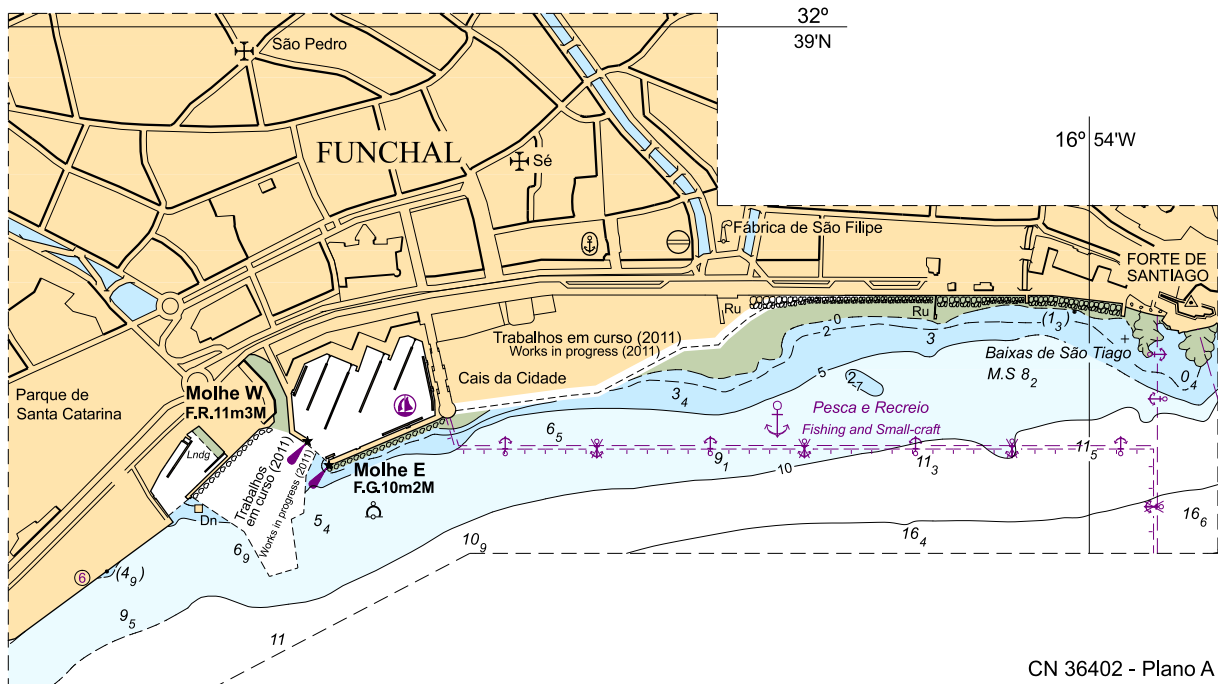 32º
39'N
São Pedro
16º 54'W
FUNCHAL
Sé
Fábrica de São Filipe
FORTE DE
SANTIAGO
Ru
Ru
0
2
3
(1₃)
Trabalhos em curso (2011)
Works in progress (2011)
Baixas de São Tiago
M.S 8₂
0₄
Cais da Cidade
5
2₇
3₄
Parque de
Santa Catarina
Molhe W
F.R.11m3M
Pesca e Recreio
Fishing and Small-craft
6₅
9₁
10
11₃
11₅
Lndg
Trabalhos
em curso (2011)
Works in progress (2011)
Molhe E
F.G.10m2M
Dn
5₄
6₉
10₉
16₄
16₆
6
(4₉)
9₅
11
CN 36402 - Plano A